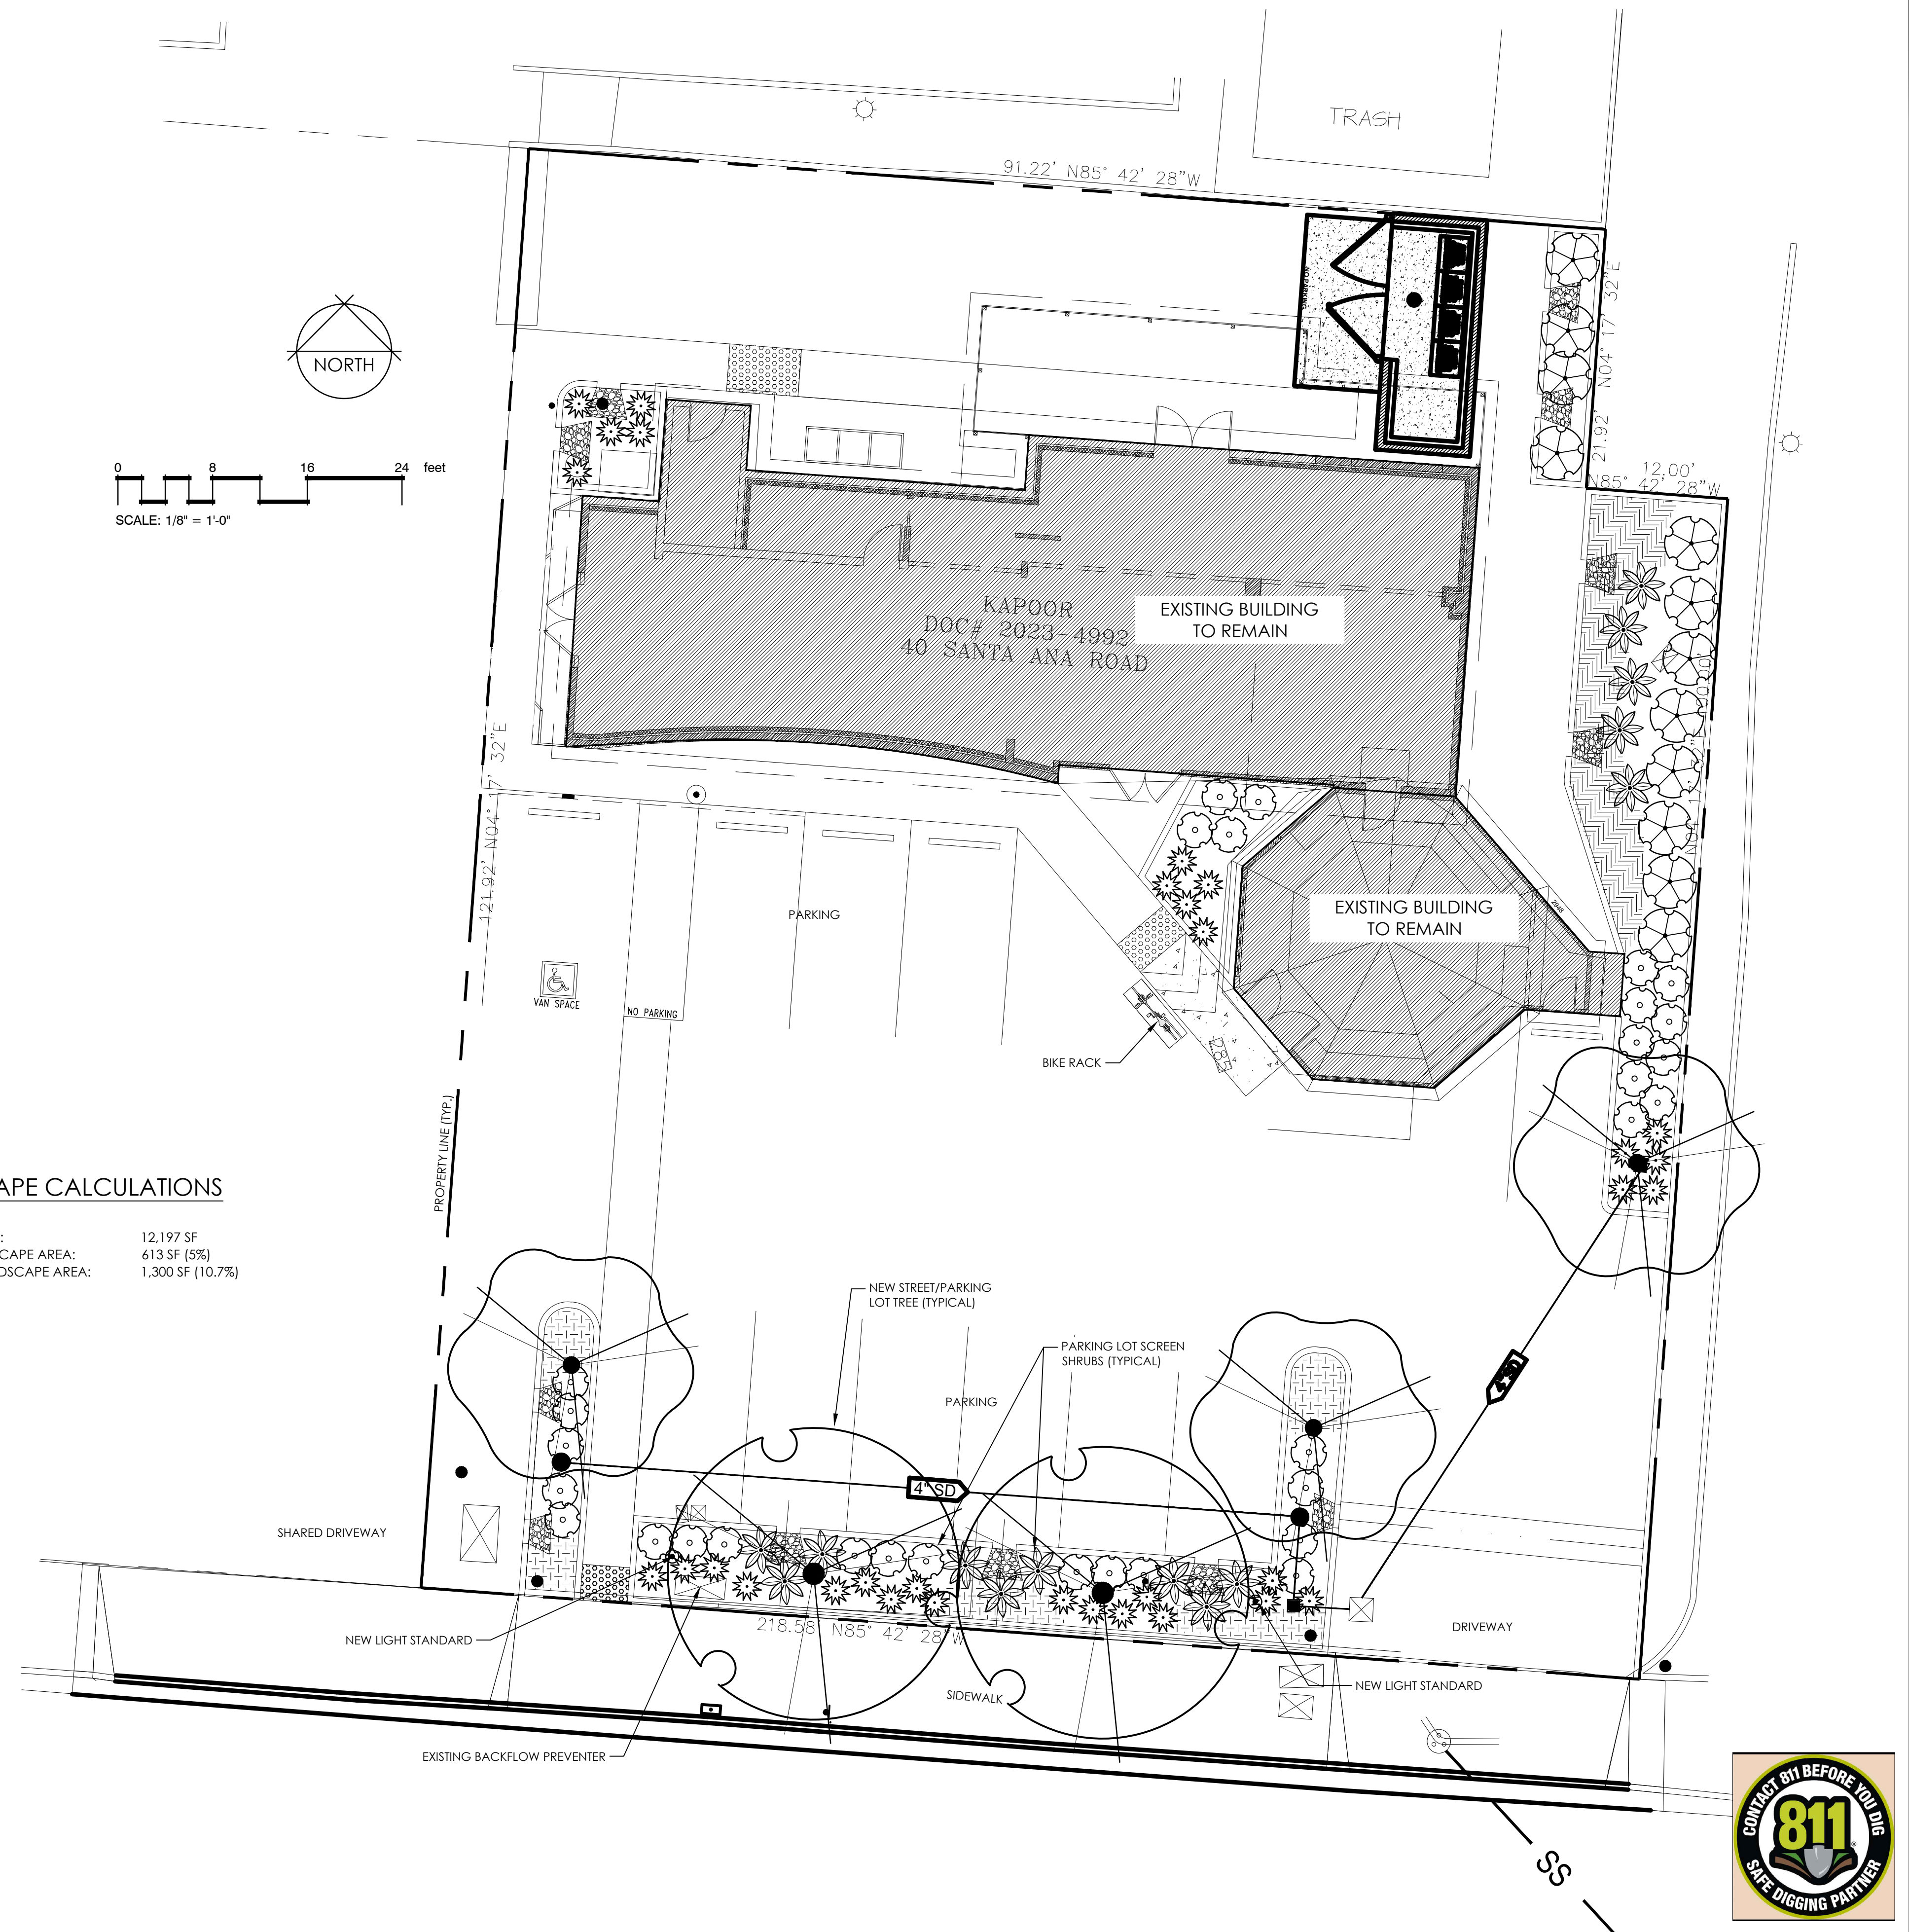 TRASH
91.22' N85° 42' 28"W
NO PARKING
NORTH
21.92' N04° 17' 32"E
0 8 16 24 feet
SCALE: 1/8" = 1'-0"
12.00'
N85° 42' 28"W
KAPOOR
DOC# 2023-4992
40 SANTA ANA ROAD
EXISTING BUILDING
TO REMAIN
121.92' N04° 17' 32"E
PARKING
EXISTING BUILDING
TO REMAIN
2948
VAN SPACE
NO PARKING
BIKE RACK
285
PROPERTY LINE (TYP.)
APE CALCULATIONS
: 12,197 SF
CAPE AREA: 613 SF (5%)
DSCAPE AREA: 1,300 SF (10.7%)
NEW STREET/PARKING
LOT TREE (TYPICAL)
PARKING LOT SCREEN
SHRUBS (TYPICAL)
PARKING
4" SD
SHARED DRIVEWAY
218.58 N85° 42' 28"W
DRIVEWAY
NEW LIGHT STANDARD
SIDEWALK
NEW LIGHT STANDARD
EXISTING BACKFLOW PREVENTER
SS
CONTACT 811 BEFORE YOU DIG
811®
SAFE DIGGING PARTNER